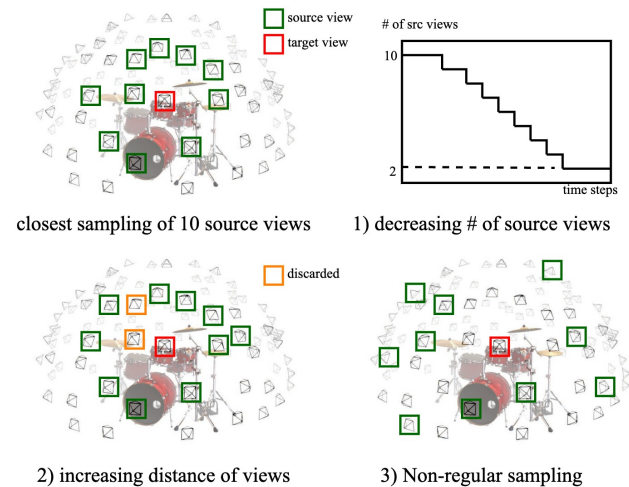 source view
target view
closest sampling of 10 source views
# of src views
10
2
time steps
1) decreasing # of source views
discarded
2) increasing distance of views
3) Non-regular sampling